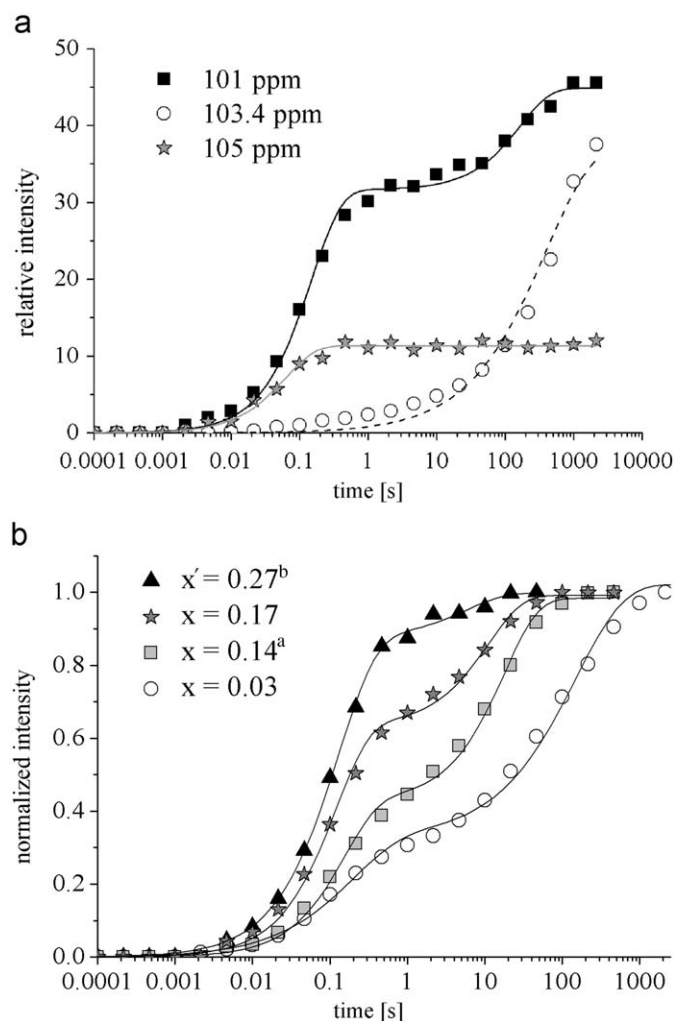 a
50
40
30
20
10
0
relative intensity
101 ppm
103.4 ppm
105 ppm
0.0001 0.001 0.01 0.1 1 10 100 1000 10000
time [s]
b
1.0
0.8
0.6
0.4
0.2
0.0
normalized intensity
x´ = 0.27ᵇ
x = 0.17
x = 0.14ᵃ
x = 0.03
0.0001 0.001 0.01 0.1 1 10 100 1000
time [s]